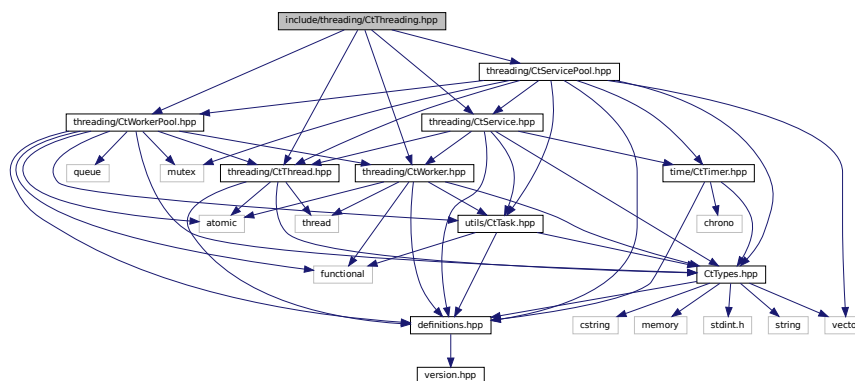 include/threading/CtThreading.hpp
threading/CtServicePool.hpp
threading/CtWorkerPool.hpp
threading/CtService.hpp
queue
mutex
threading/CtThread.hpp
threading/CtWorker.hpp
time/CtTimer.hpp
atomic
thread
utils/CtTask.hpp
chrono
functional
CtTypes.hpp
definitions.hpp
cstring
memory
stdint.h
string
vector
version.hpp